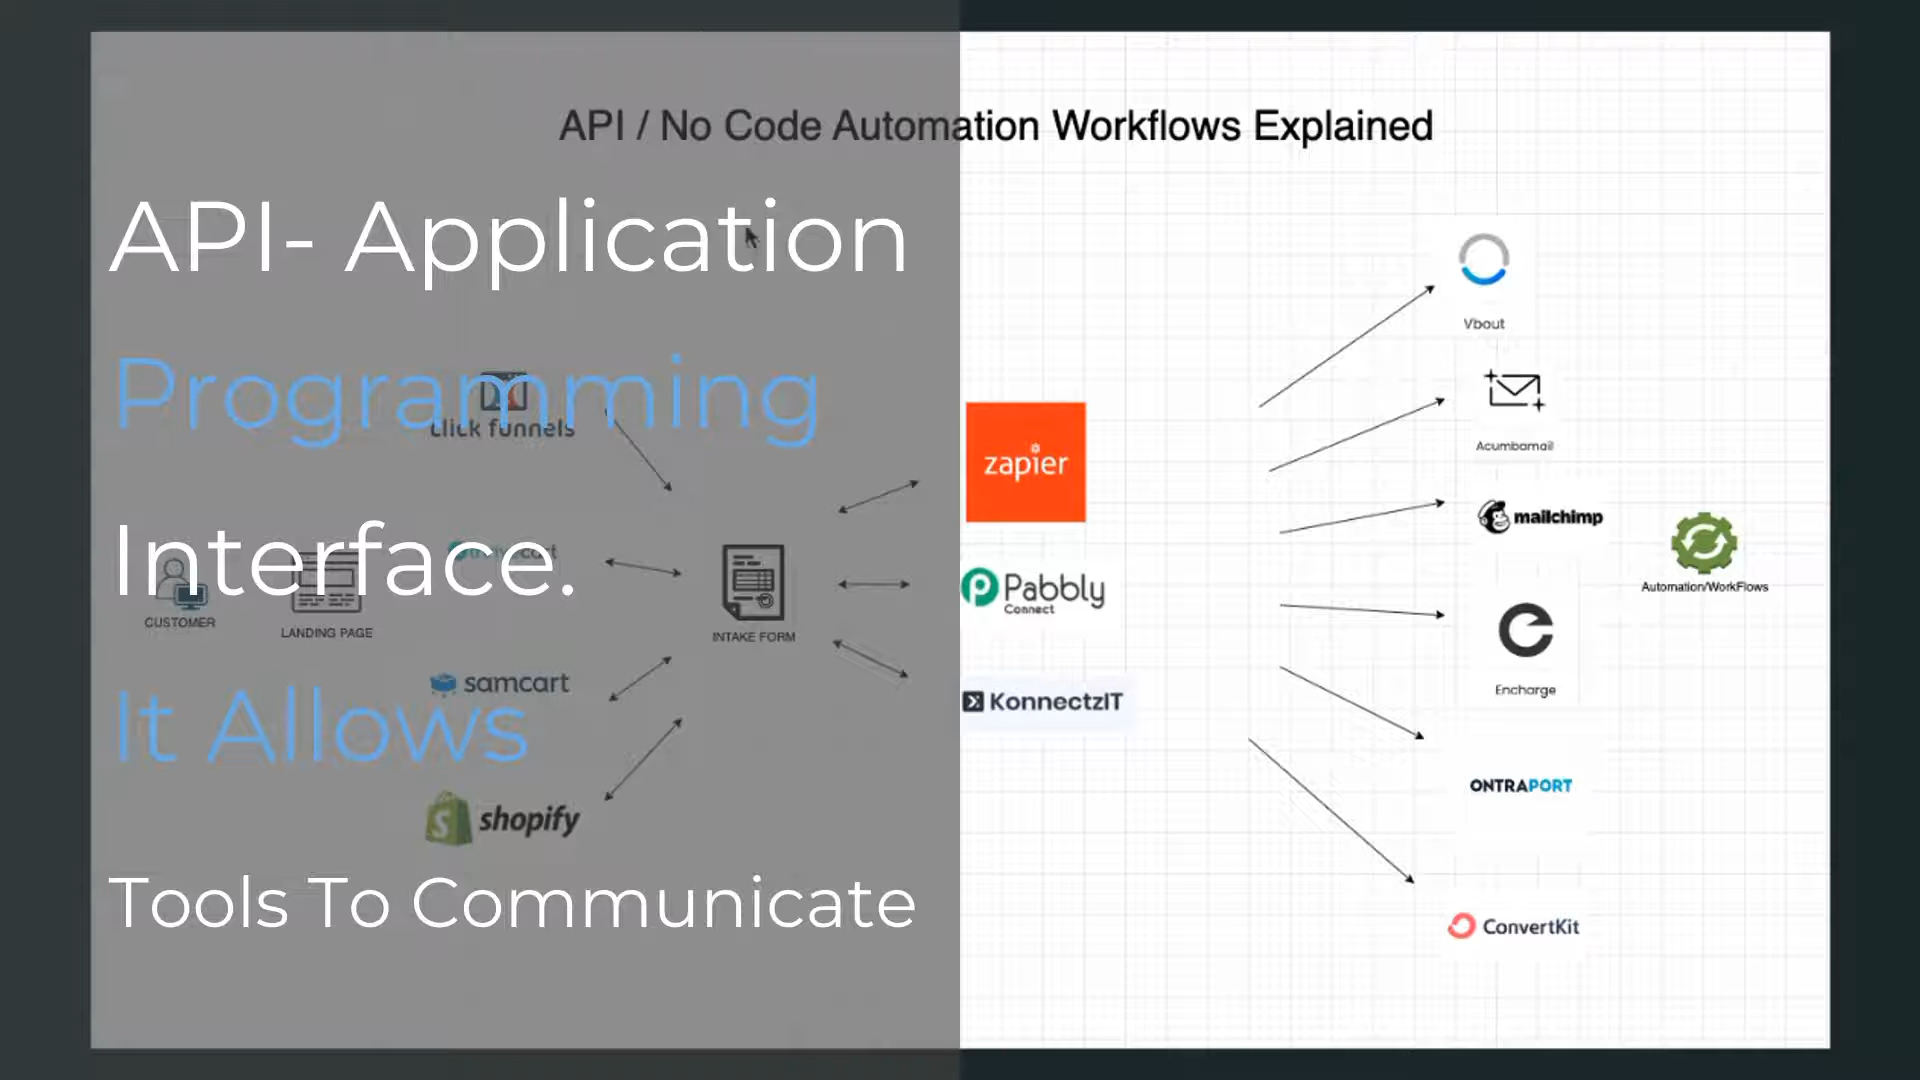 API / No Code Automation Workflows Explained
API- Application
Programming
Interface.
It Allows
Tools To Communicate
click funnels
thrivecart
CUSTOMER
LANDING PAGE
samcart
shopify
INTAKE FORM
zapier
Pabbly
Connect
KonnectzIT
Vbout
Acumbamail
mailchimp
Encharge
ONTRAPORT
ConvertKit
Automation/WorkFlows